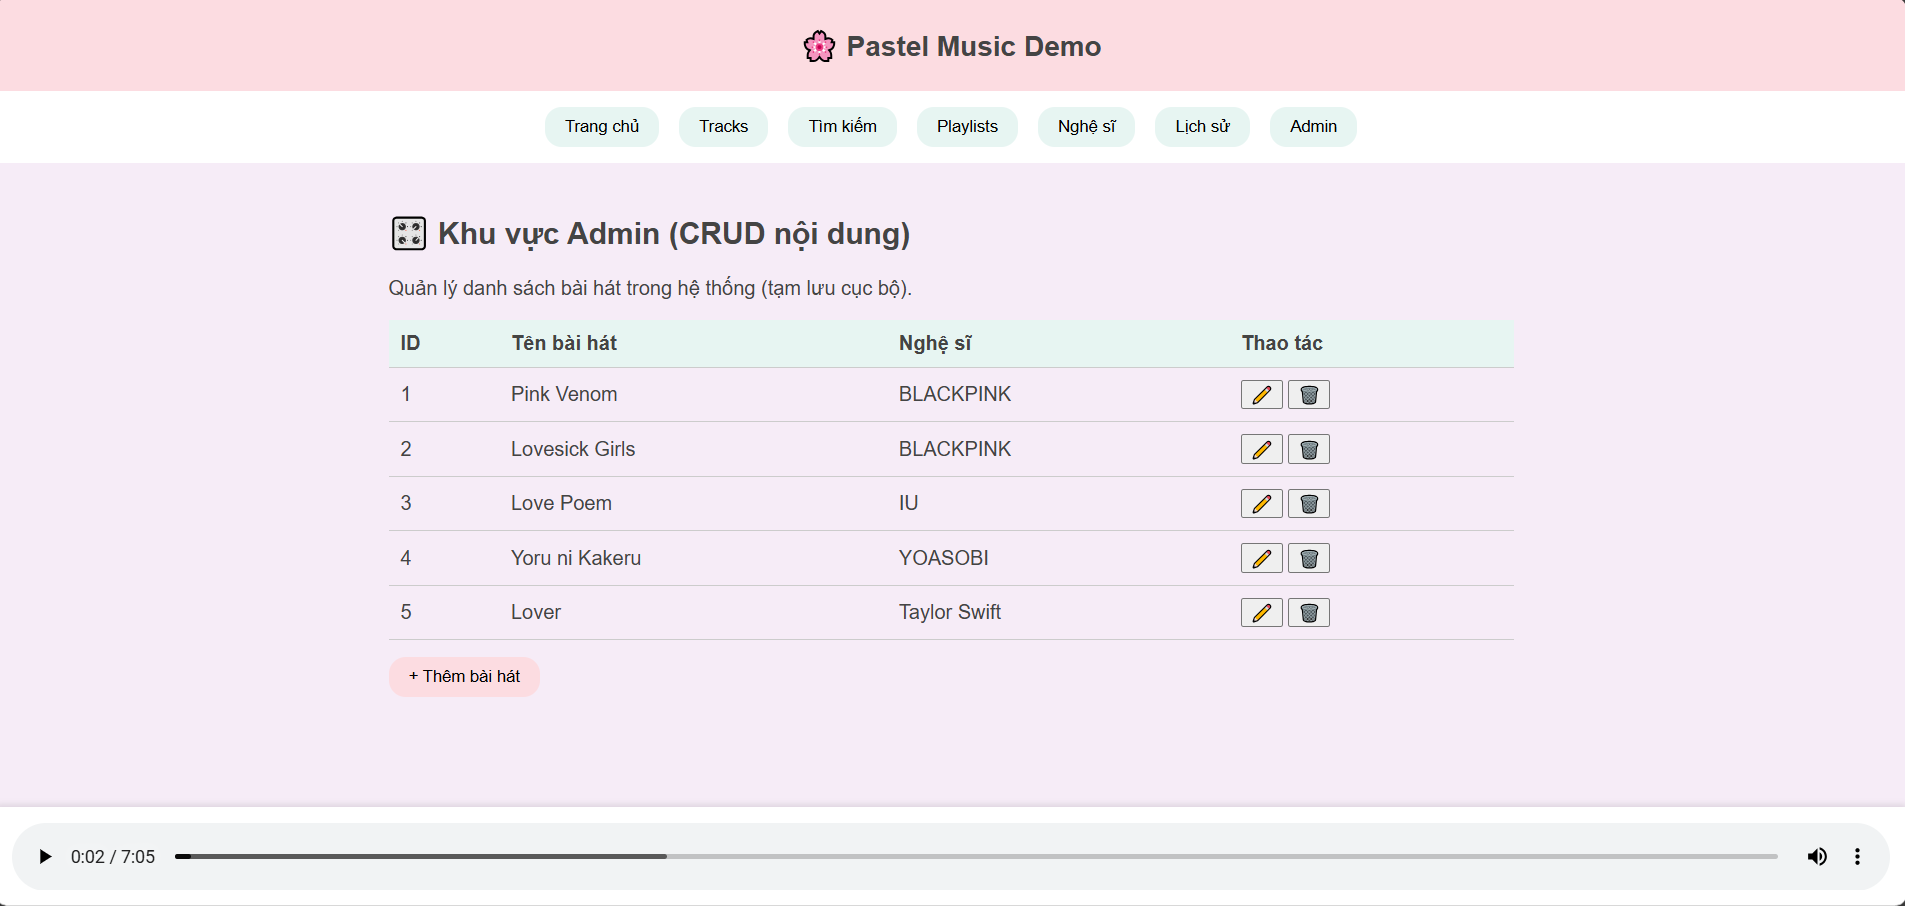 Pastel Music Demo
Trang chủ Tracks Tìm kiếm Playlists Nghệ sĩ Lịch sử Admin
Khu vực Admin (CRUD nội dung)
Quản lý danh sách bài hát trong hệ thống (tạm lưu cục bộ).
ID Tên bài hát Nghệ sĩ Thao tác
1 Pink Venom BLACKPINK
2 Lovesick Girls BLACKPINK
3 Love Poem IU
4 Yoru ni Kakeru YOASOBI
5 Lover Taylor Swift
+ Thêm bài hát
0:02 / 7:05